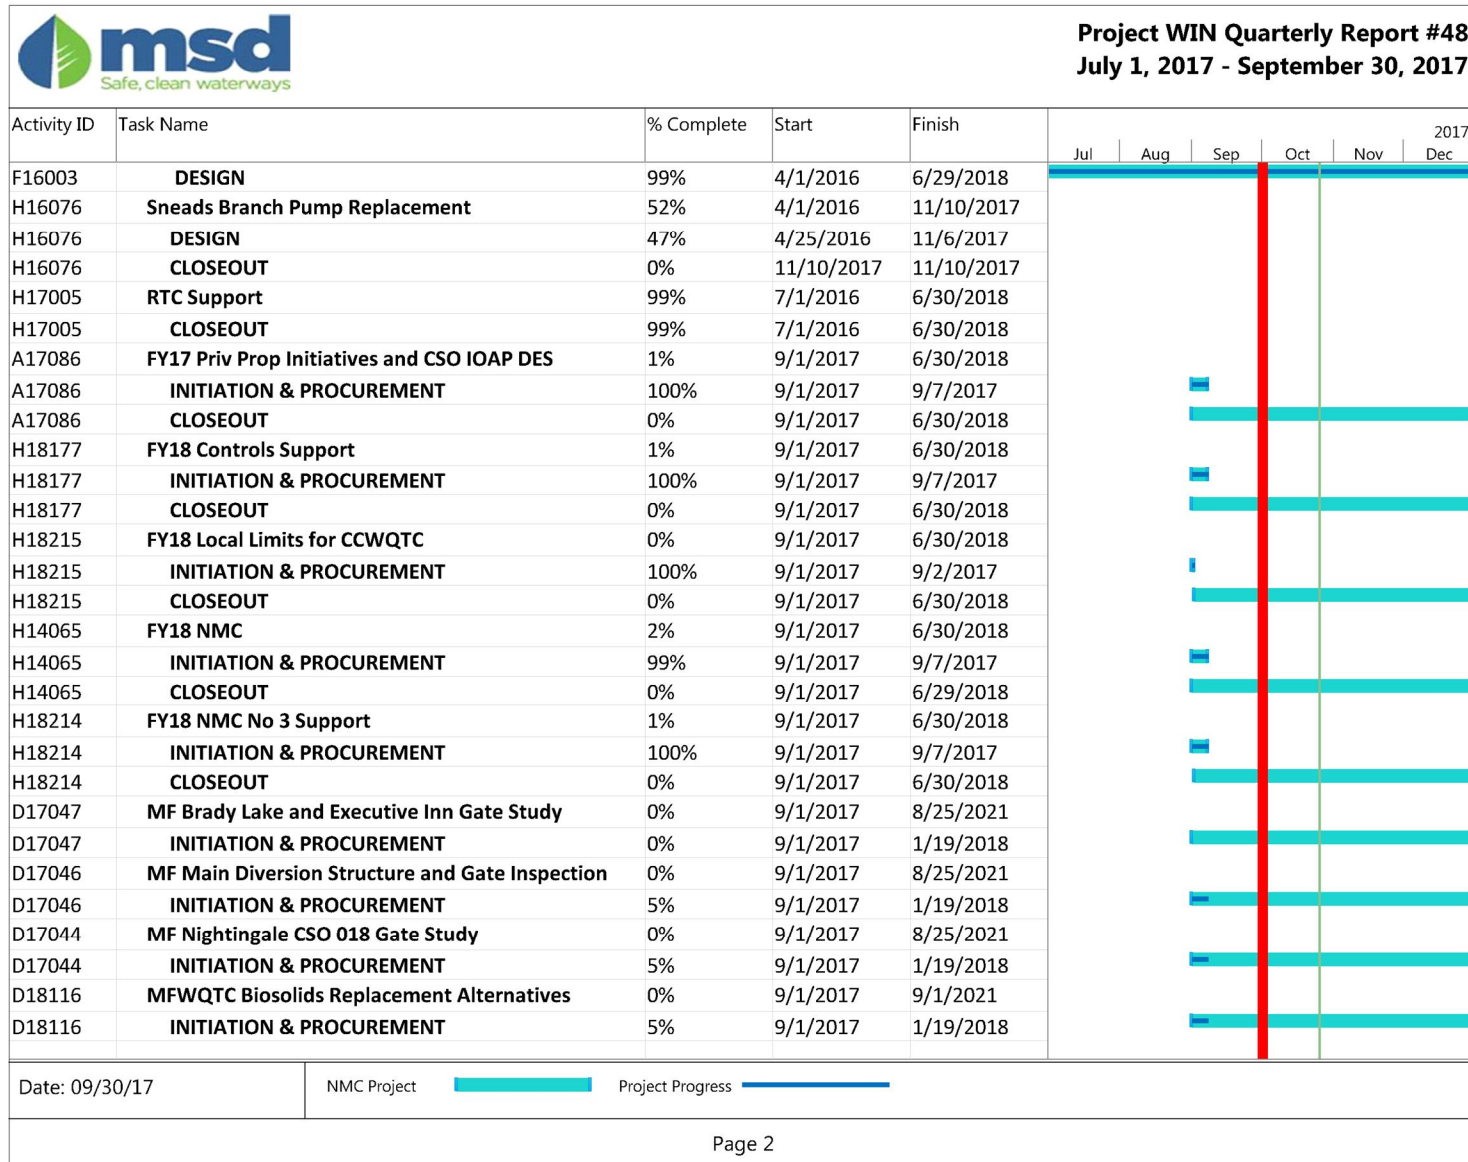 msd
Safe, clean waterways
Project WIN Quarterly Report #48
July 1, 2017 - September 30, 2017
Activity ID Task Name % Complete Start Finish
2017
Jul Aug Sep Oct Nov Dec
F16003 DESIGN 99% 4/1/2016 6/29/2018
H16076 Sneads Branch Pump Replacement 52% 4/1/2016 11/10/2017
H16076 DESIGN 47% 4/25/2016 11/6/2017
H16076 CLOSEOUT 0% 11/10/2017 11/10/2017
H17005 RTC Support 99% 7/1/2016 6/30/2018
H17005 CLOSEOUT 99% 7/1/2016 6/30/2018
A17086 FY17 Priv Prop Initiatives and CSO IOAP DES 1% 9/1/2017 6/30/2018
A17086 INITIATION & PROCUREMENT 100% 9/1/2017 9/7/2017
A17086 CLOSEOUT 0% 9/1/2017 6/30/2018
H18177 FY18 Controls Support 1% 9/1/2017 6/30/2018
H18177 INITIATION & PROCUREMENT 100% 9/1/2017 9/7/2017
H18177 CLOSEOUT 0% 9/1/2017 6/30/2018
H18215 FY18 Local Limits for CCWQTC 0% 9/1/2017 6/30/2018
H18215 INITIATION & PROCUREMENT 100% 9/1/2017 9/2/2017
H18215 CLOSEOUT 0% 9/1/2017 6/30/2018
H14065 FY18 NMC 2% 9/1/2017 6/30/2018
H14065 INITIATION & PROCUREMENT 99% 9/1/2017 9/7/2017
H14065 CLOSEOUT 0% 9/1/2017 6/29/2018
H18214 FY18 NMC No 3 Support 1% 9/1/2017 6/30/2018
H18214 INITIATION & PROCUREMENT 100% 9/1/2017 9/7/2017
H18214 CLOSEOUT 0% 9/1/2017 6/30/2018
D17047 MF Brady Lake and Executive Inn Gate Study 0% 9/1/2017 8/25/2021
D17047 INITIATION & PROCUREMENT 0% 9/1/2017 1/19/2018
D17046 MF Main Diversion Structure and Gate Inspection 0% 9/1/2017 8/25/2021
D17046 INITIATION & PROCUREMENT 5% 9/1/2017 1/19/2018
D17044 MF Nightingale CSO 018 Gate Study 0% 9/1/2017 8/25/2021
D17044 INITIATION & PROCUREMENT 5% 9/1/2017 1/19/2018
D18116 MFWQTC Biosolids Replacement Alternatives 0% 9/1/2017 9/1/2021
D18116 INITIATION & PROCUREMENT 5% 9/1/2017 1/19/2018
Date: 09/30/17 NMC Project Project Progress
Page 2